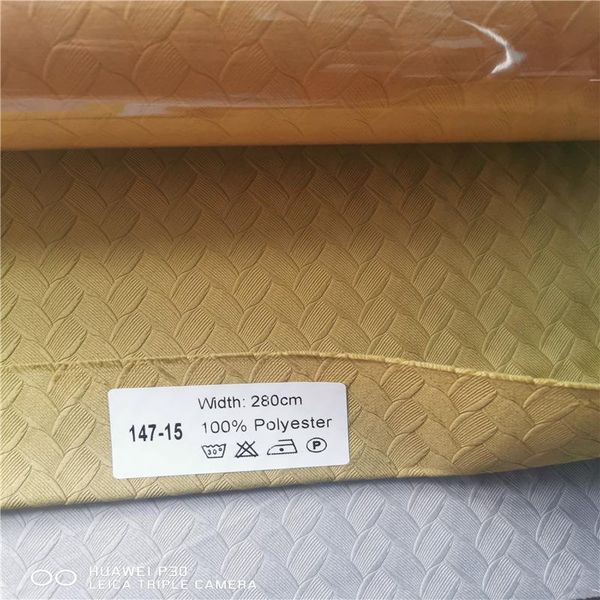 Width: 280cm
147-15
100% Polyester
30°
P
HUAWEI P30
LEICA TRIPLE CAMERA